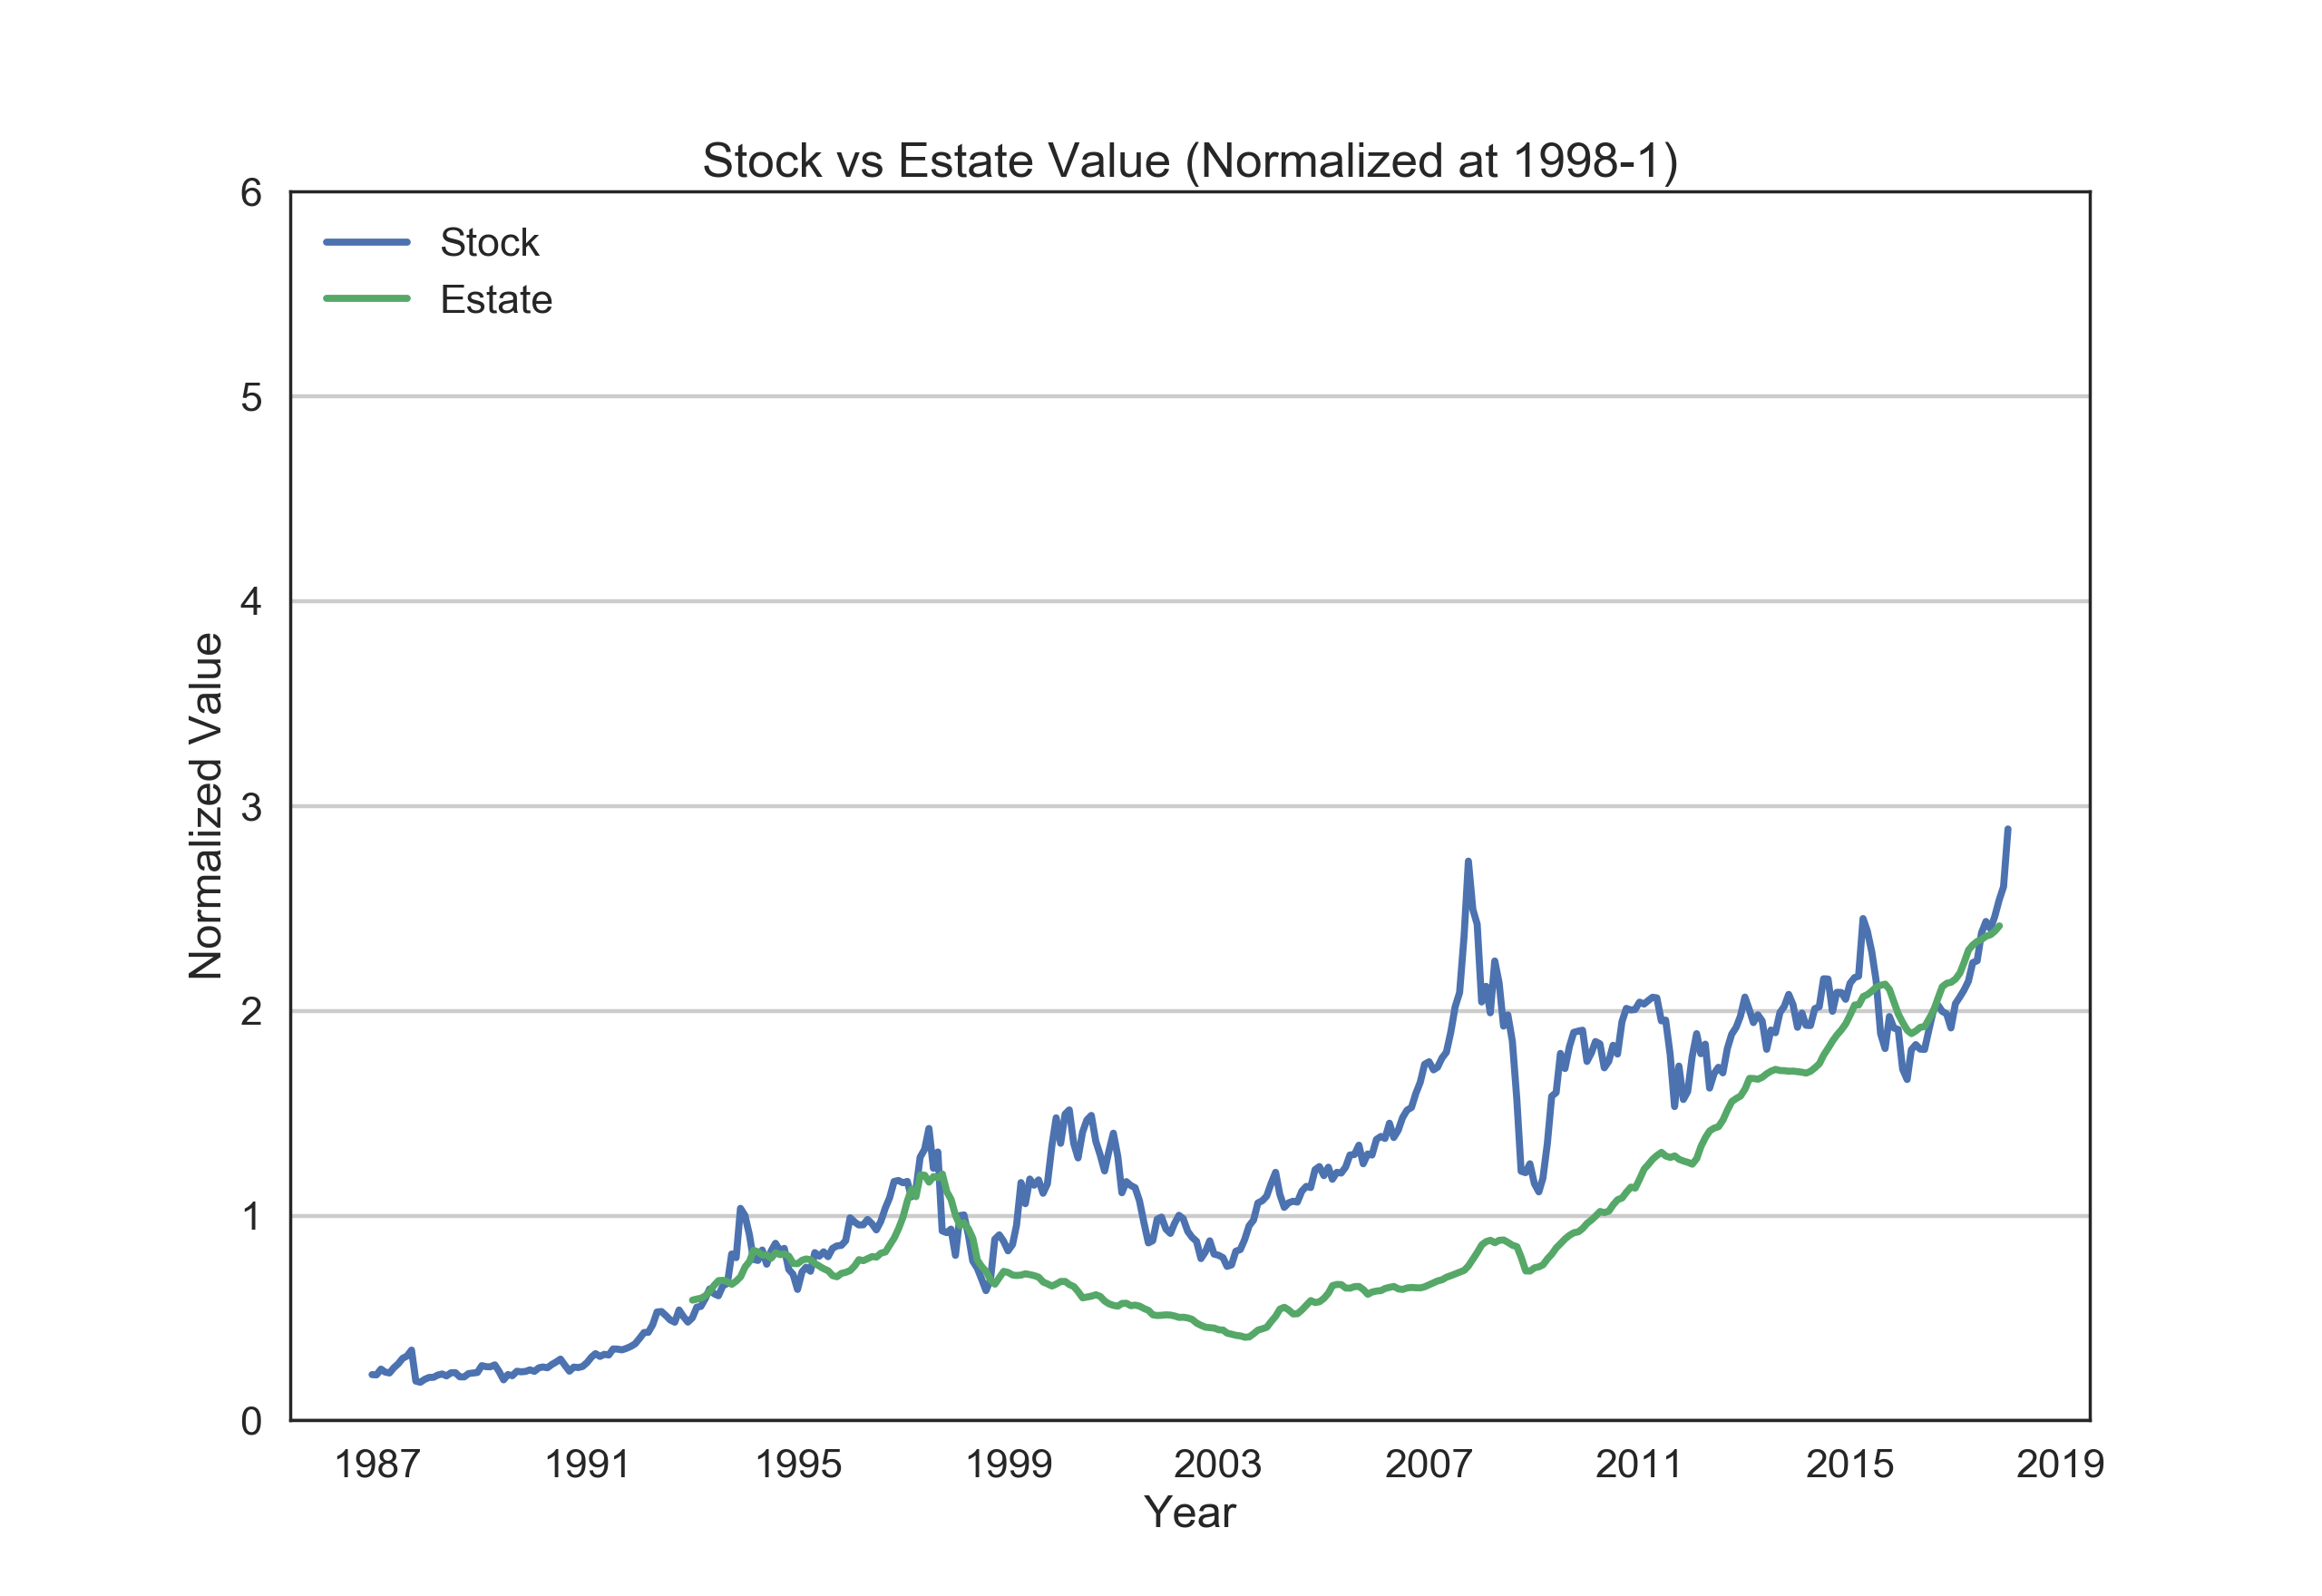 Stock vs Estate Value (Normalized at 1998-1)
6
5
4
3
2
1
0
Normalized Value
Stock
Estate
1987 1991 1995 1999 2003 2007 2011 2015 2019
Year